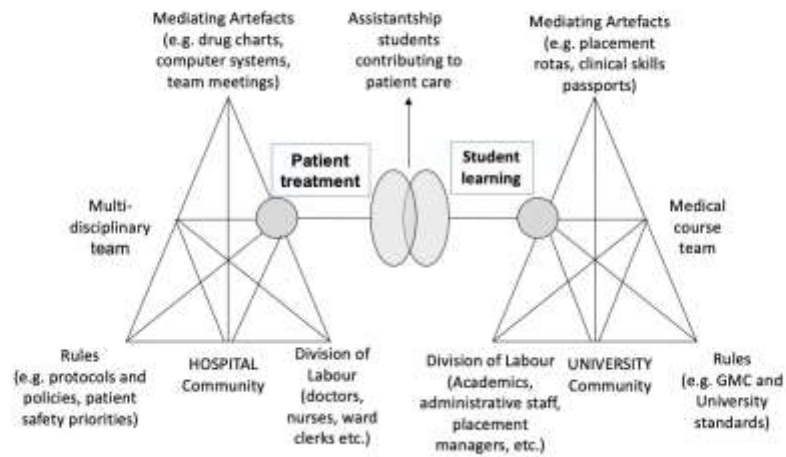 Mediating Artefacts
(e.g. drug charts,
computer systems,
team meetings)
Assistantship
students
contributing to
patient care
Mediating Artefacts
(e.g. placement
rotas, clinical skills
passports)
Patient
treatment
Student
learning
Multi-
disciplinary
team
Medical
course
team
Rules
(e.g. protocols and
policies, patient
safety priorities)
HOSPITAL
Community
Division of
Labour
(doctors,
nurses, ward
clerks etc.)
Division of Labour
(Academics,
administrative staff,
placement
managers, etc.)
UNIVERSITY
Community
Rules
(e.g. GMC and
University
standards)